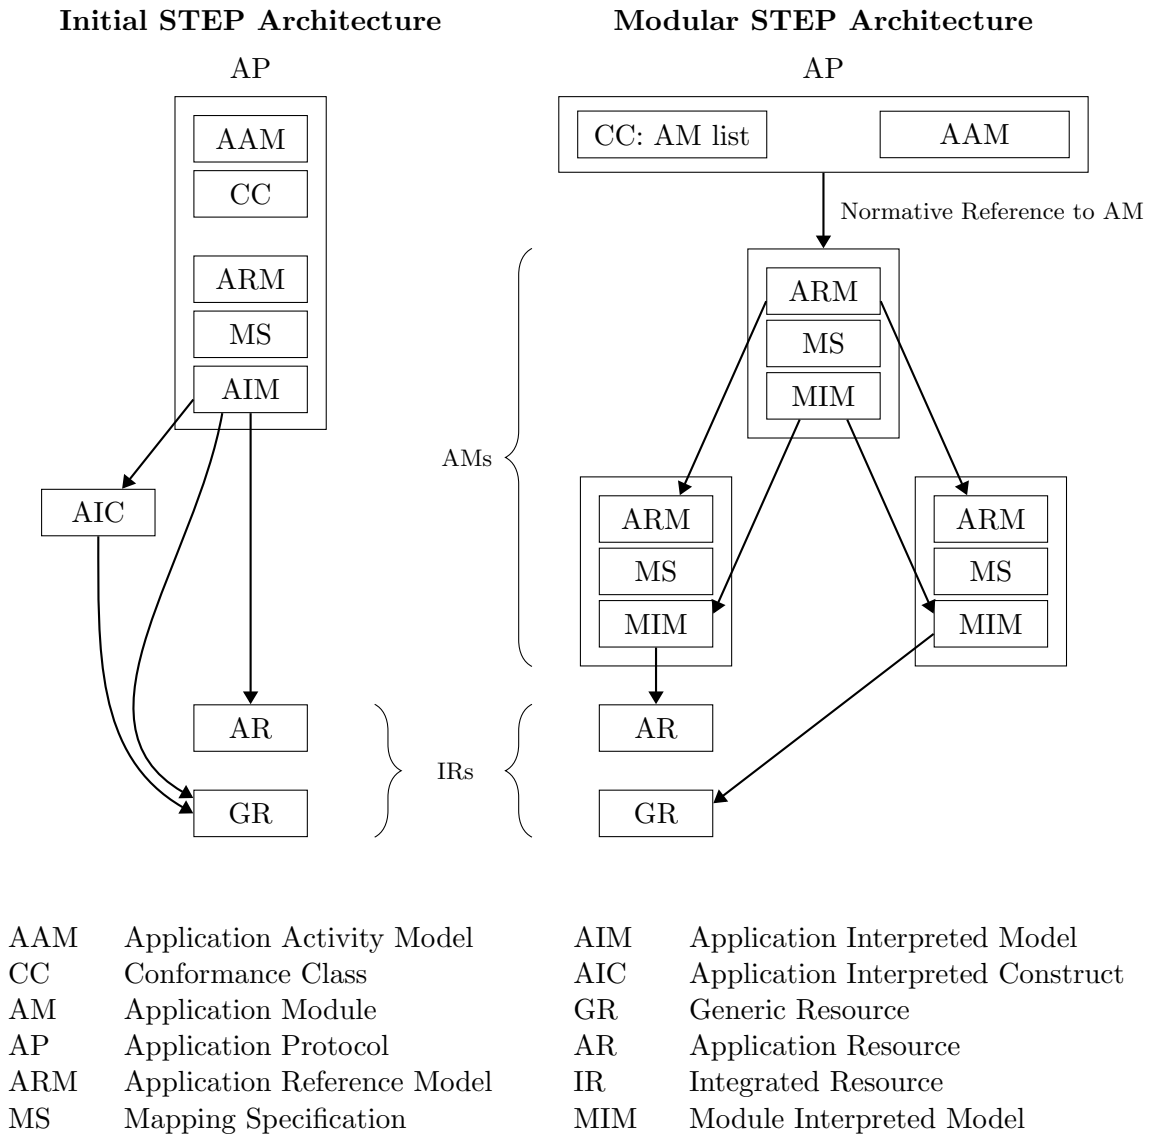 Initial STEP Architecture
Modular STEP Architecture
AP
AP
AAM
CC
ARM
MS
AIM
AIC
AR
GR
CC: AM list
AAM
Normative Reference to AM
ARM
MS
MIM
AMs
ARM
MS
MIM
ARM
MS
MIM
AR
IRs
GR
AAM Application Activity Model
CC Conformance Class
AM Application Module
AP Application Protocol
ARM Application Reference Model
MS Mapping Specification
AIM Application Interpreted Model
AIC Application Interpreted Construct
GR Generic Resource
AR Application Resource
IR Integrated Resource
MIM Module Interpreted Model